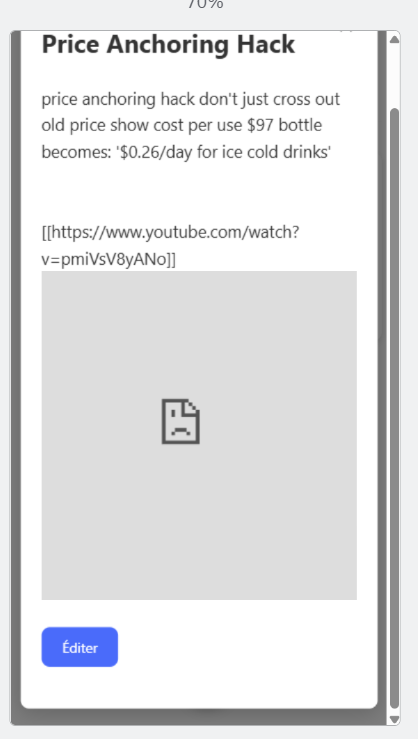 70%
Price Anchoring Hack
price anchoring hack don't just cross out
old price show cost per use $97 bottle
becomes: '$0.26/day for ice cold drinks'
[[https://www.youtube.com/watch?
v=pmiVsV8yANo]]
Éditer